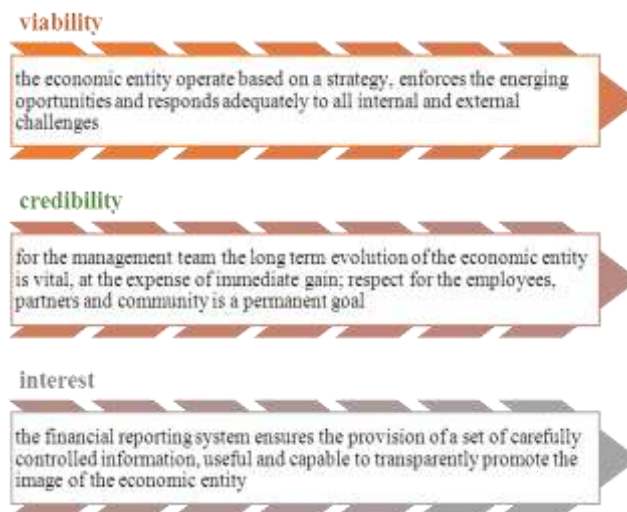 viability
the economic entity operate based on a strategy, enforces the energing
oportunities and responds adequately to all internal and external
challenges
credibility
for the management team the long term evolution of the economic entity
is vital, at the expense of immediate gain; respect for the employees,
partners and community is a permanent goal
interest
the financial reporting system ensures the provision of a set of carefully
controlled information, useful and capable to transparently promote the
image of the economic entity